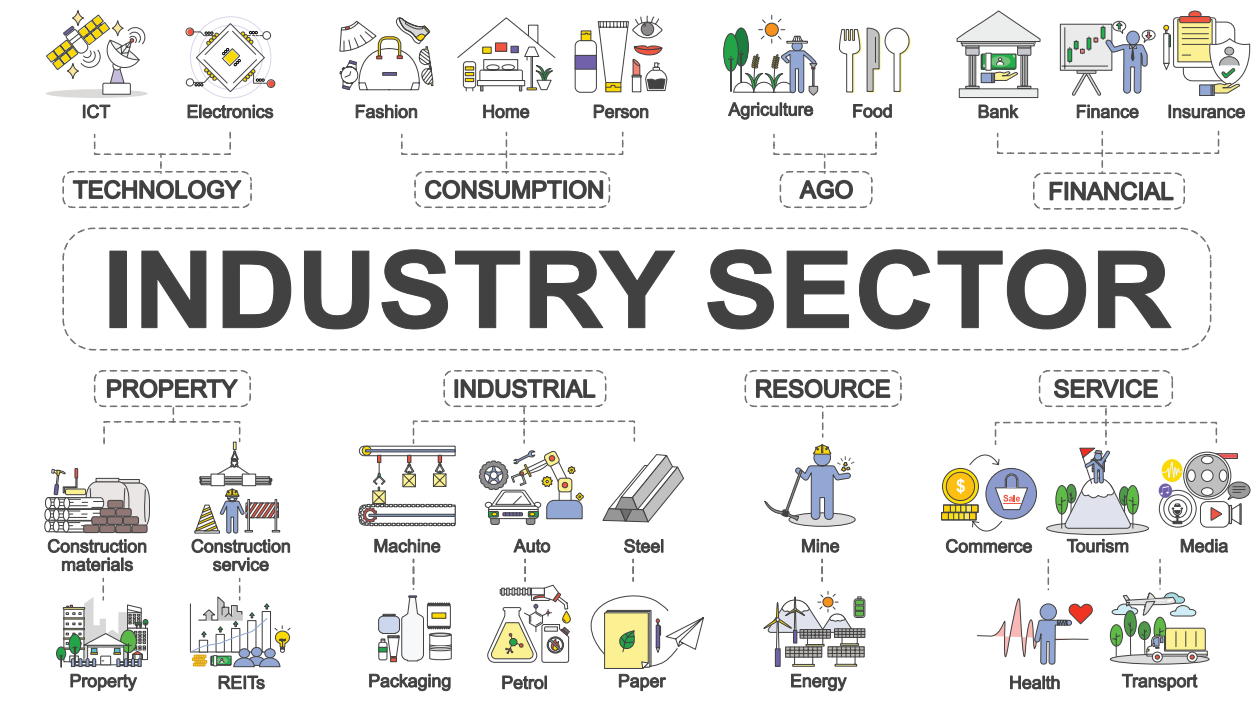 ICT
Electronics
Fashion
Home
Person
Agriculture
Food
Bank
Finance
Insurance
TECHNOLOGY
CONSUMPTION
AGO
FINANCIAL
INDUSTRY SECTOR
PROPERTY
INDUSTRIAL
RESOURCE
SERVICE
$
Sale
Construction
materials
Construction
service
Machine
Auto
Steel
Mine
Commerce
Tourism
Media
Property
REITs
Packaging
Petrol
Paper
Energy
Health
Transport